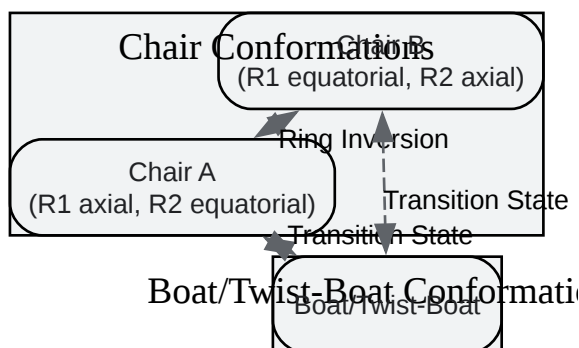 Chair Conformations
Chair B
(R1 equatorial, R2 axial)
Ring Inversion
Chair A
(R1 axial, R2 equatorial)
Transition State
Transition State
Boat/Twist-Boat Conformati
Boat/Twist-Boat